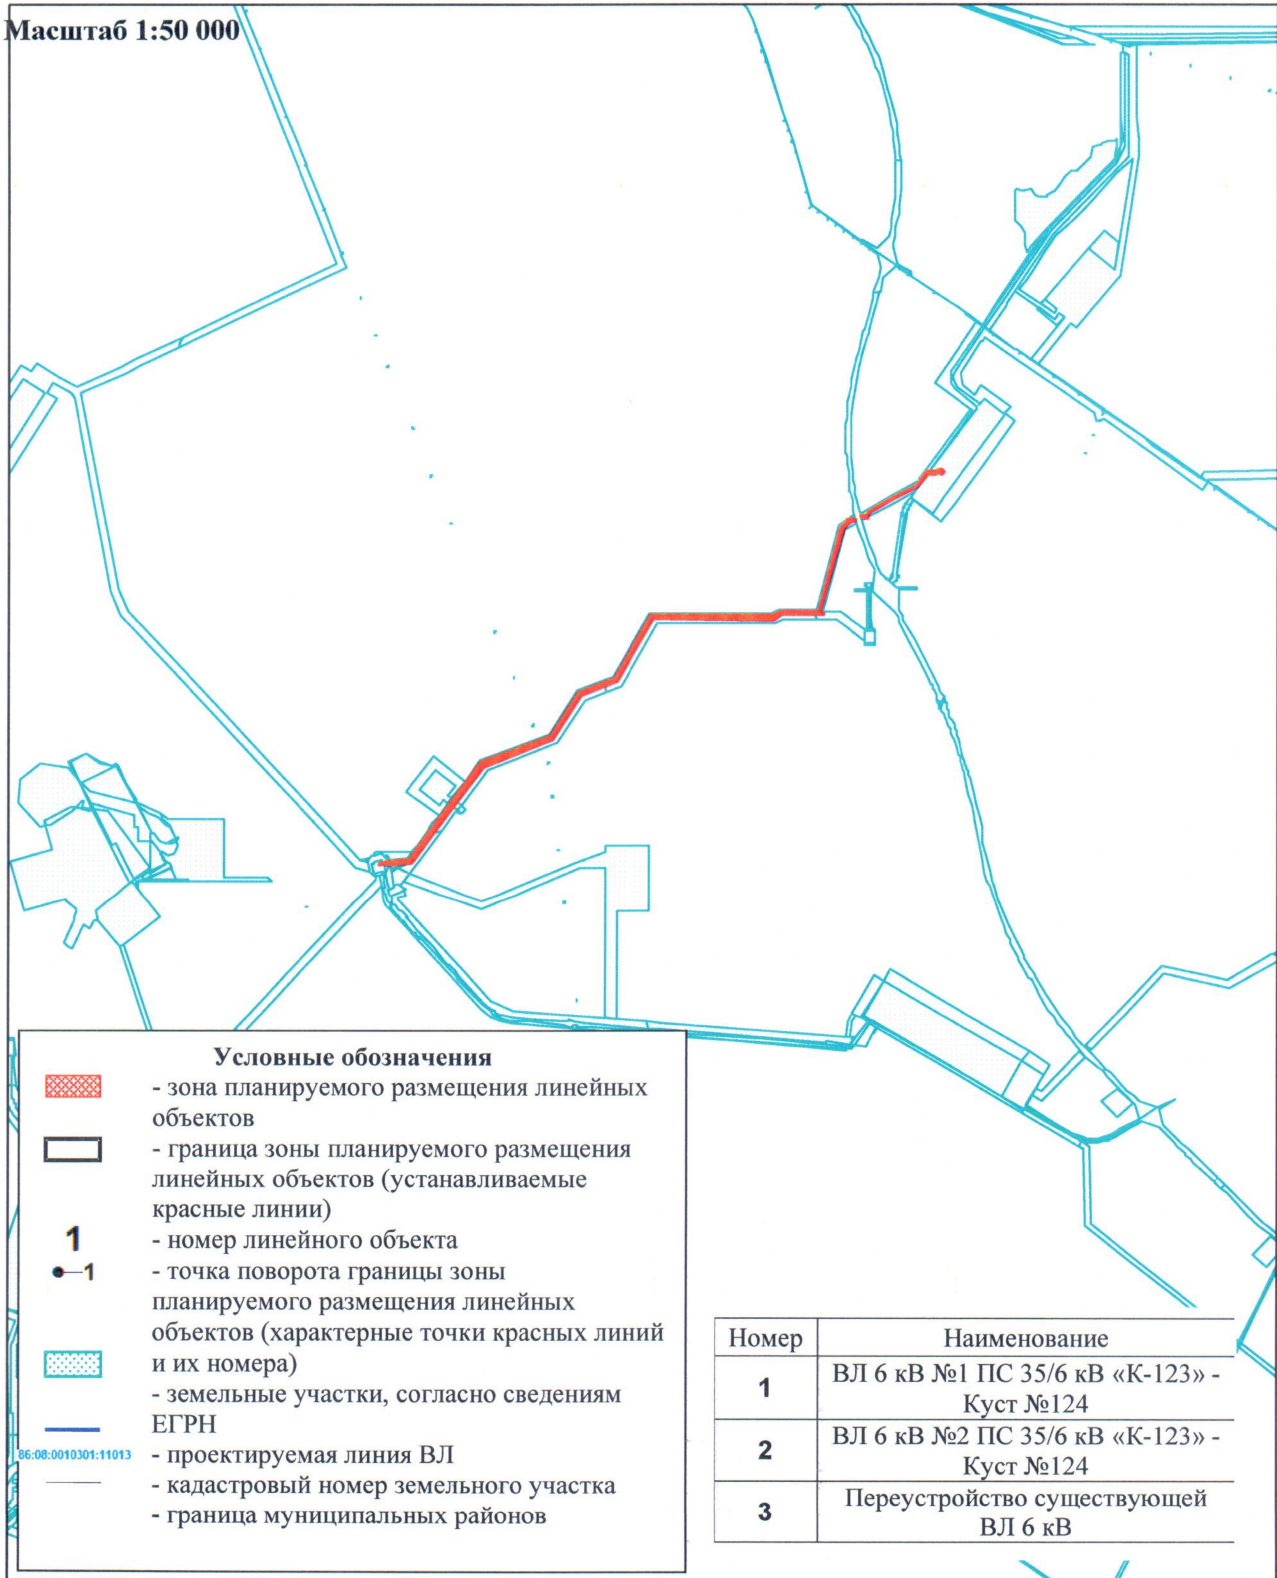 Масштаб 1:50 000
Условные обозначения
- зона планируемого размещения линейных
объектов
- граница зоны планируемого размещения
линейных объектов (устанавливаемые
красные линии)
1
- номер линейного объекта
1
- точка поворота границы зоны
планируемого размещения линейных
объектов (характерные точки красных линий
и их номера)
- земельные участки, согласно сведениям
ЕГРН
86:08:0010301:11013
- проектируемая линия ВЛ
- кадастровый номер земельного участка
- граница муниципальных районов
Номер Наименование
1 ВЛ 6 кВ №1 ПС 35/6 кВ «К-123» -
Куст №124
2 ВЛ 6 кВ №2 ПС 35/6 кВ «К-123» -
Куст №124
3 Переустройство существующей
ВЛ 6 кВ